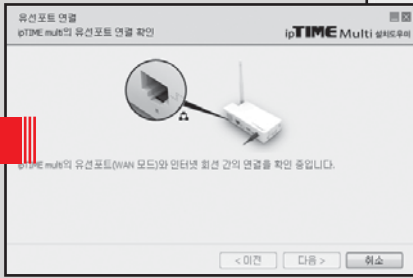 유선포트 연결
ipTIME multi의 유선포트 연결 확인
ipTIME Multi 설치도우미
ipTIME multi의 유선포트(WAN 모드)와 인터넷 회선 간의 연결을 확인 중입니다.
< 이전
다음 >
취소